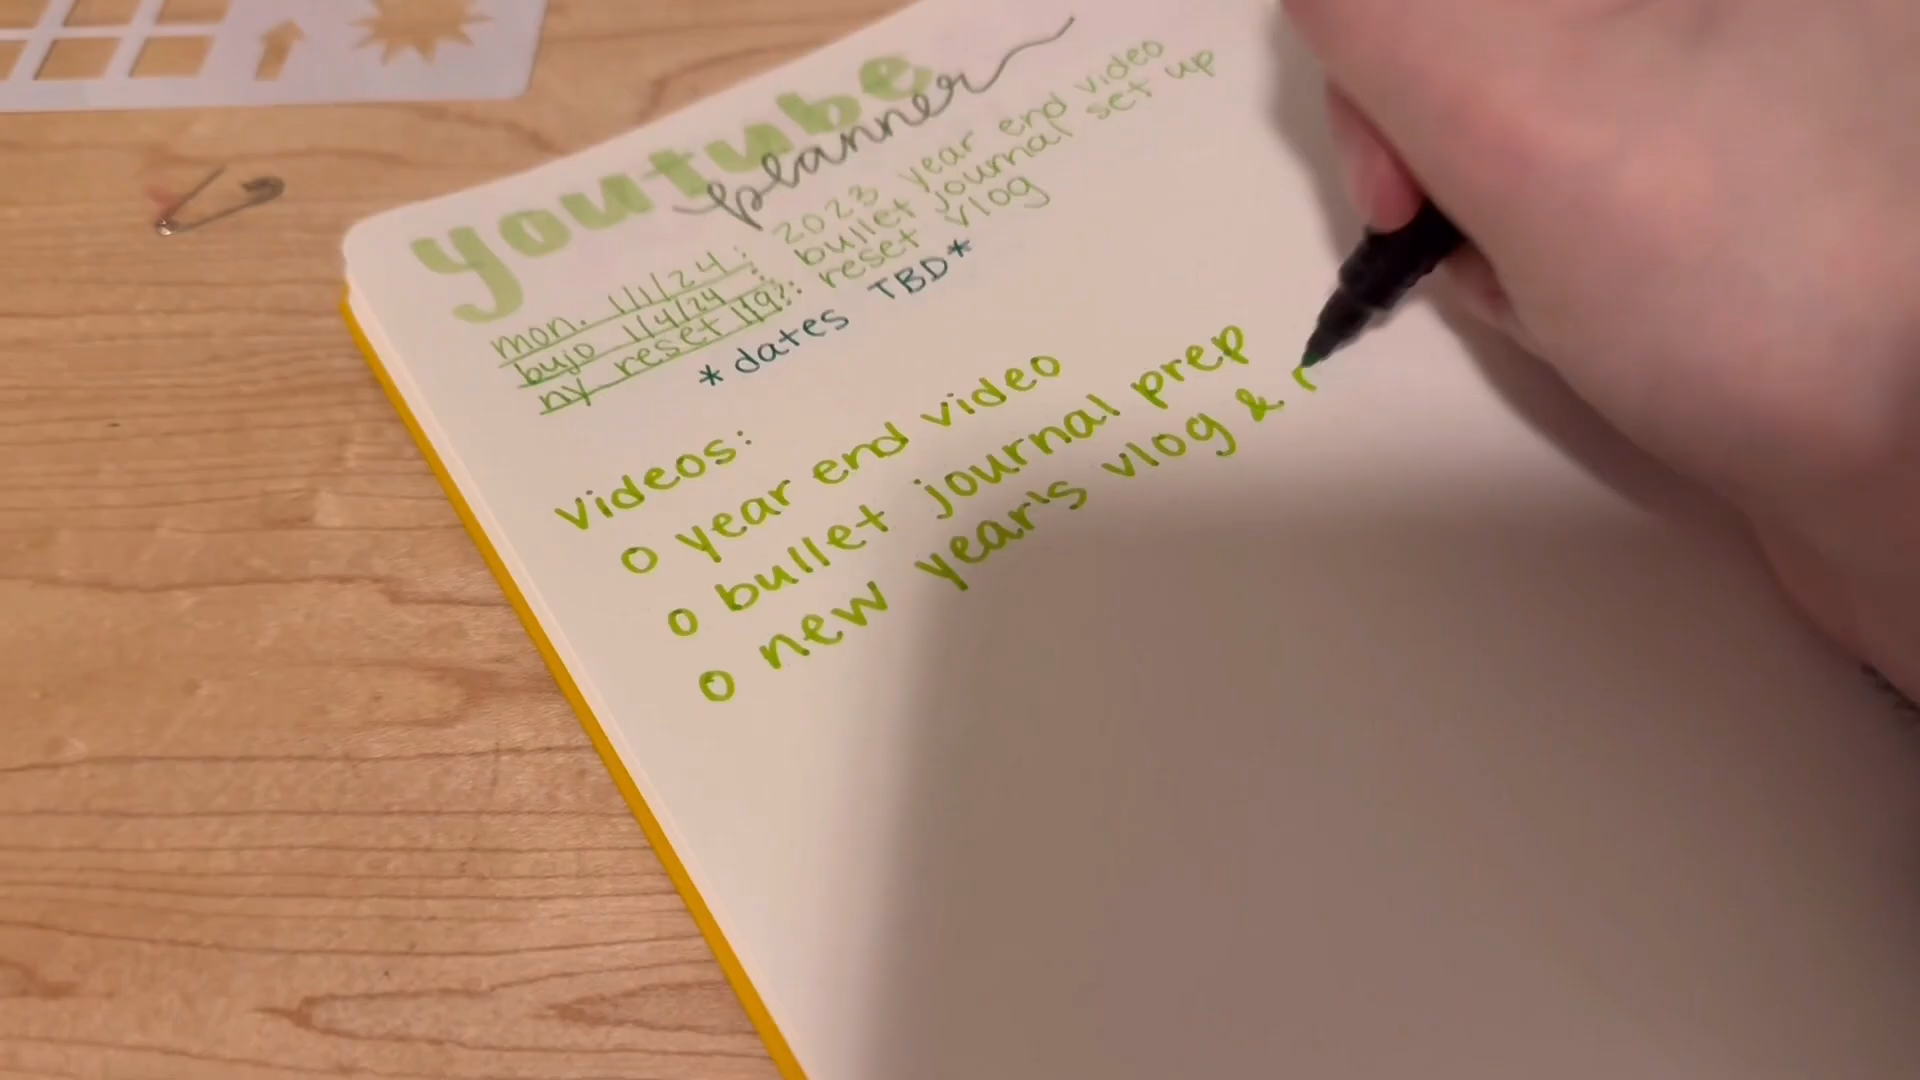 youtube
planner
mon. 1/1/24: 2023 year end video
bujo 1/4/24: bullet journal set up
ny reset 1/9?: reset vlog
*dates TBD*
videos:
o year end video
o bullet journal prep
o new year's vlog & r